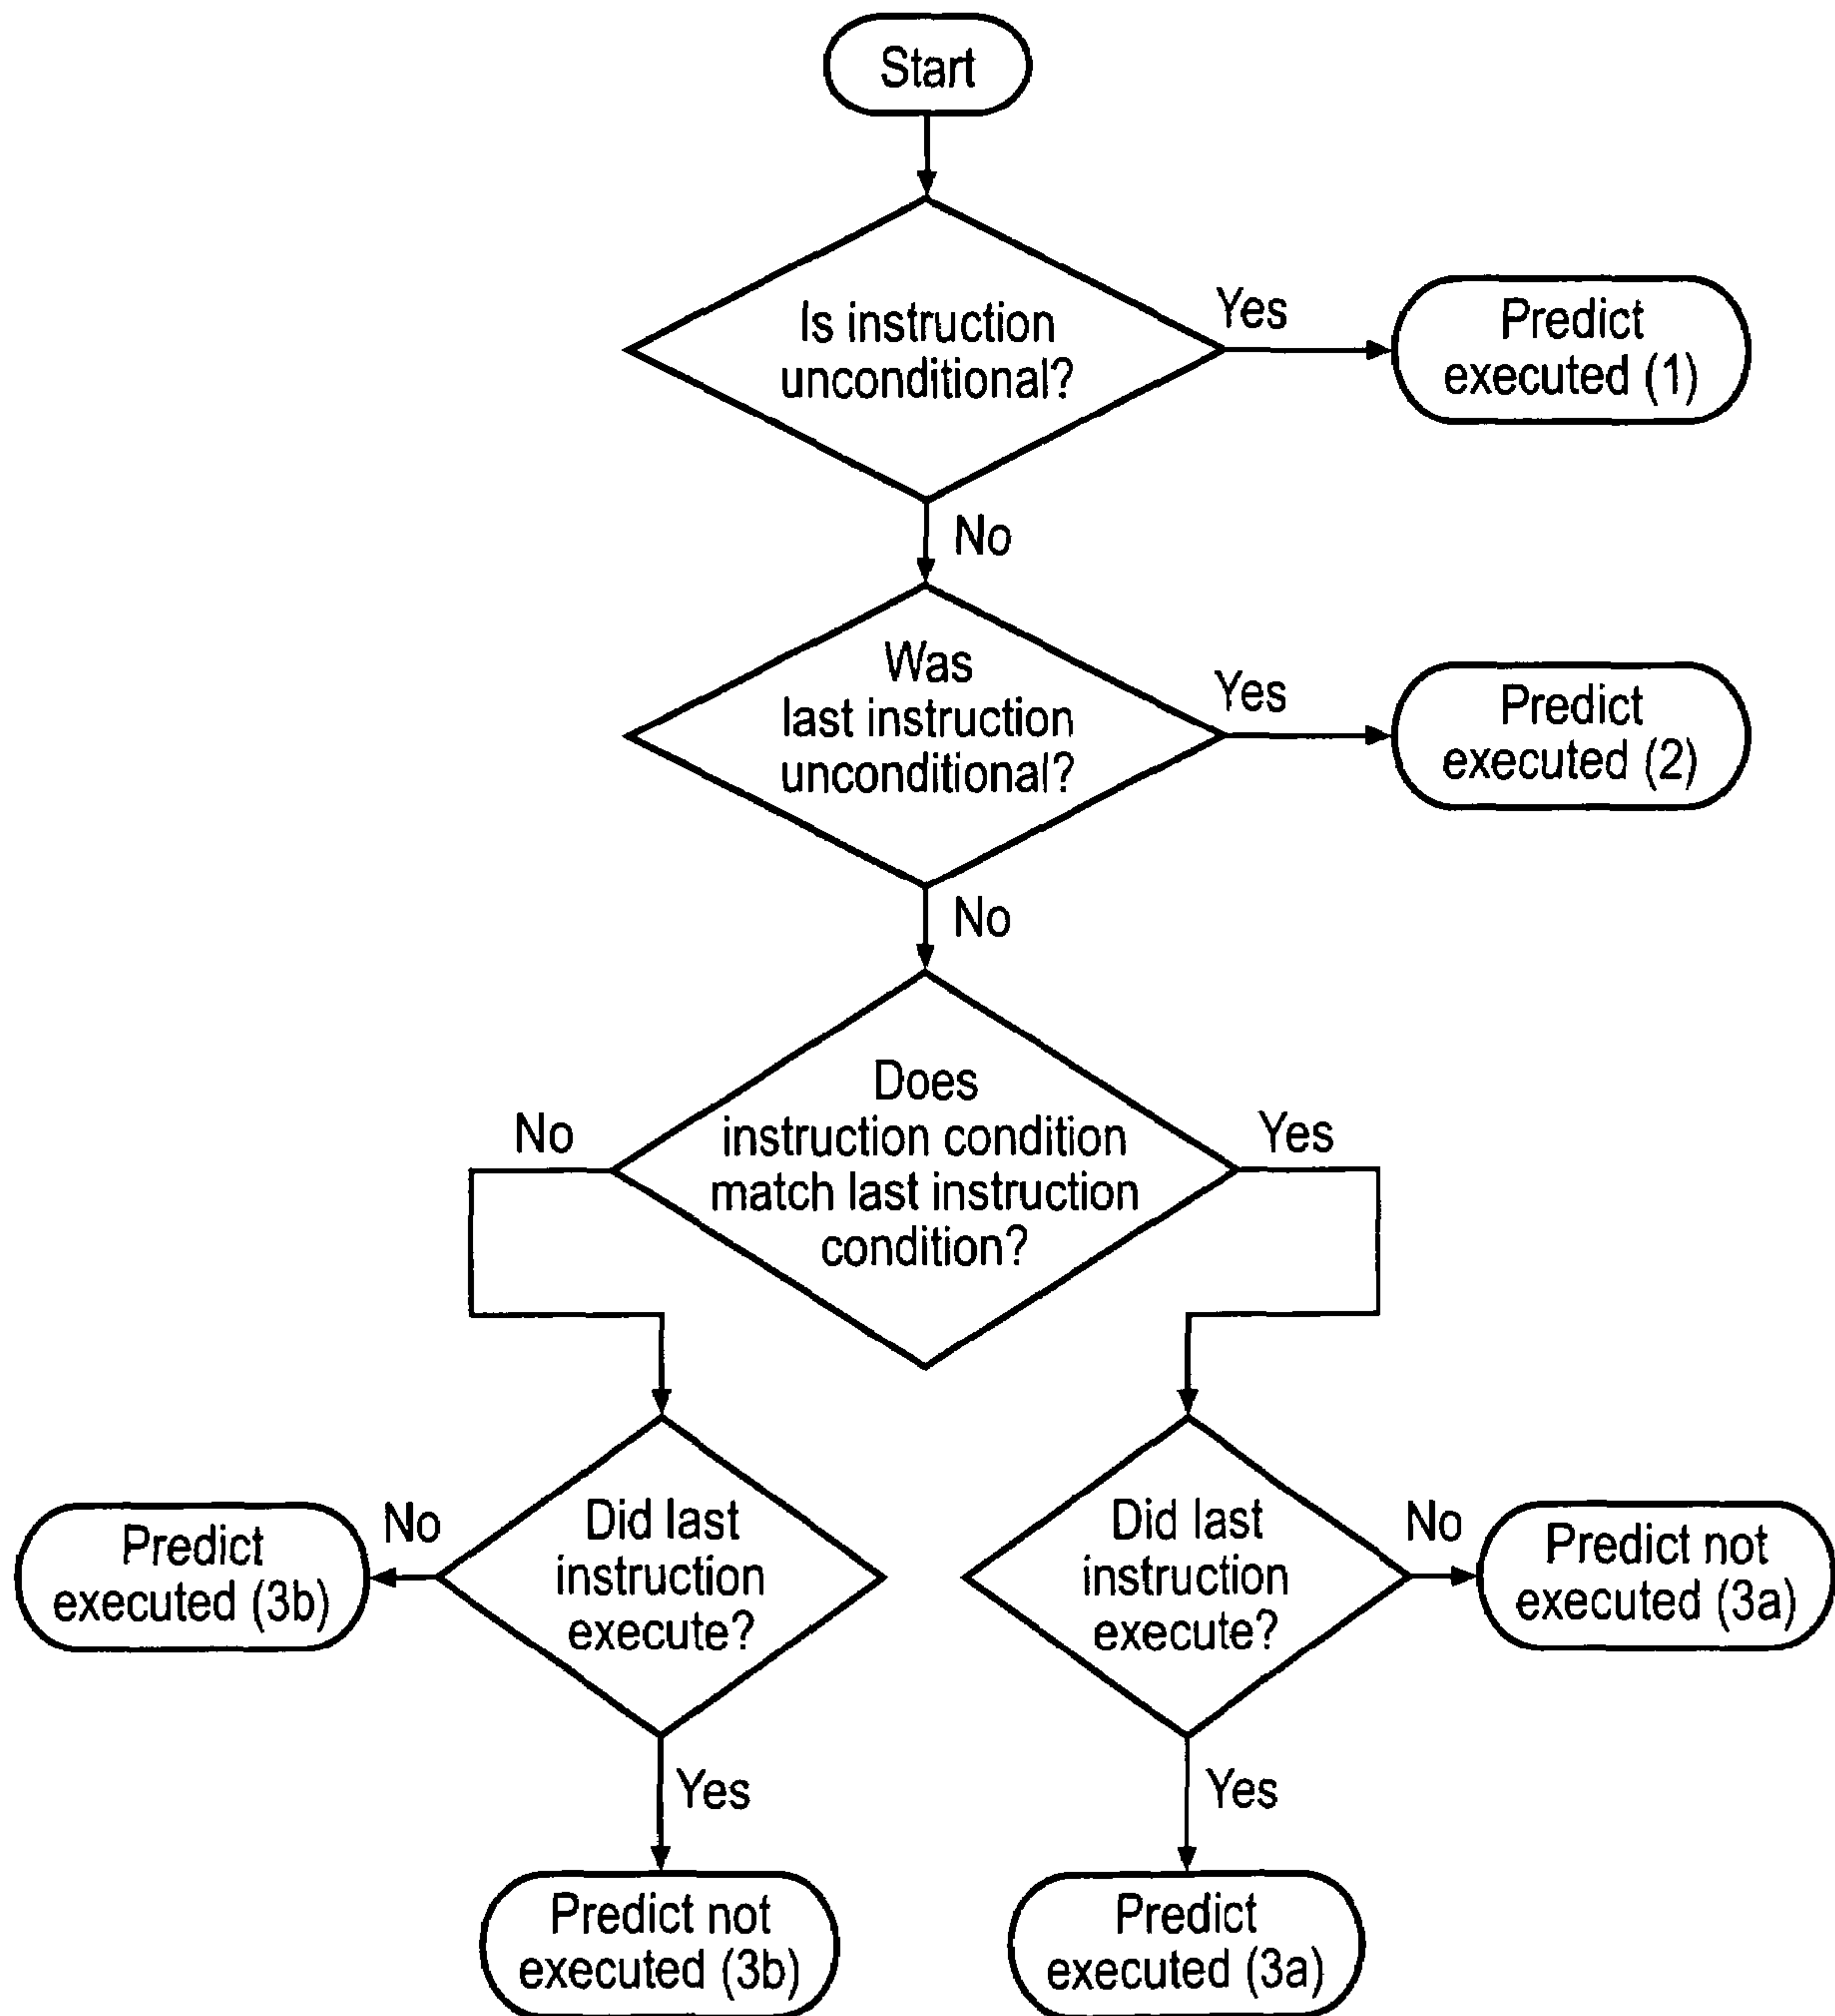 Start
Is instruction
unconditional?
Yes
Predict
executed (1)
No
Was
last instruction
unconditional?
Yes
Predict
executed (2)
No
Does
instruction condition
match last instruction
condition?
No
Yes
Did last
instruction
execute?
No
Predict
executed (3b)
Yes
Predict not
executed (3b)
Did last
instruction
execute?
No
Predict not
executed (3a)
Yes
Predict
executed (3a)